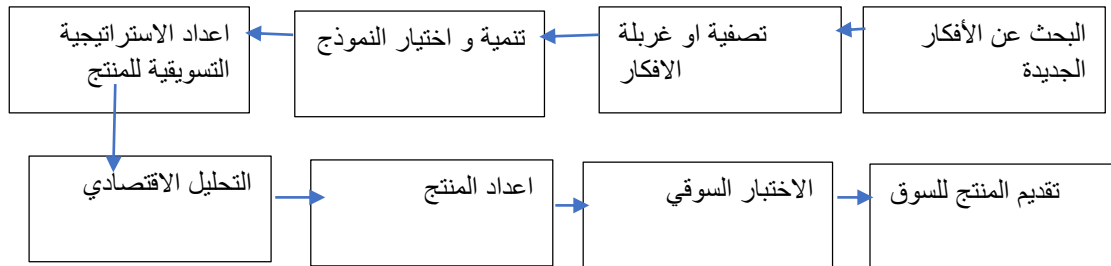 البحث عن الأفكار
الجديدة
تصفية او غربلة
الافكار
تنمية و اختيار النموذج
اعداد الاستراتيجية
التسويقية للمنتج
التحليل الاقتصادي
اعداد المنتج
الاختبار السوقي
تقديم المنتج للسوق